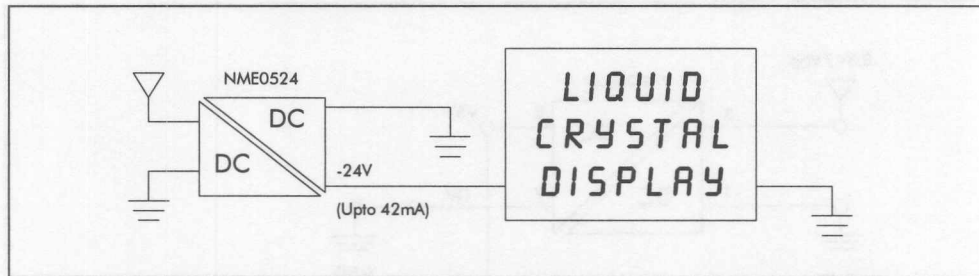 NME0524
DC
DC
-24V
(Upto 42mA)
LIQUID
CRYSTAL
DISPLAY